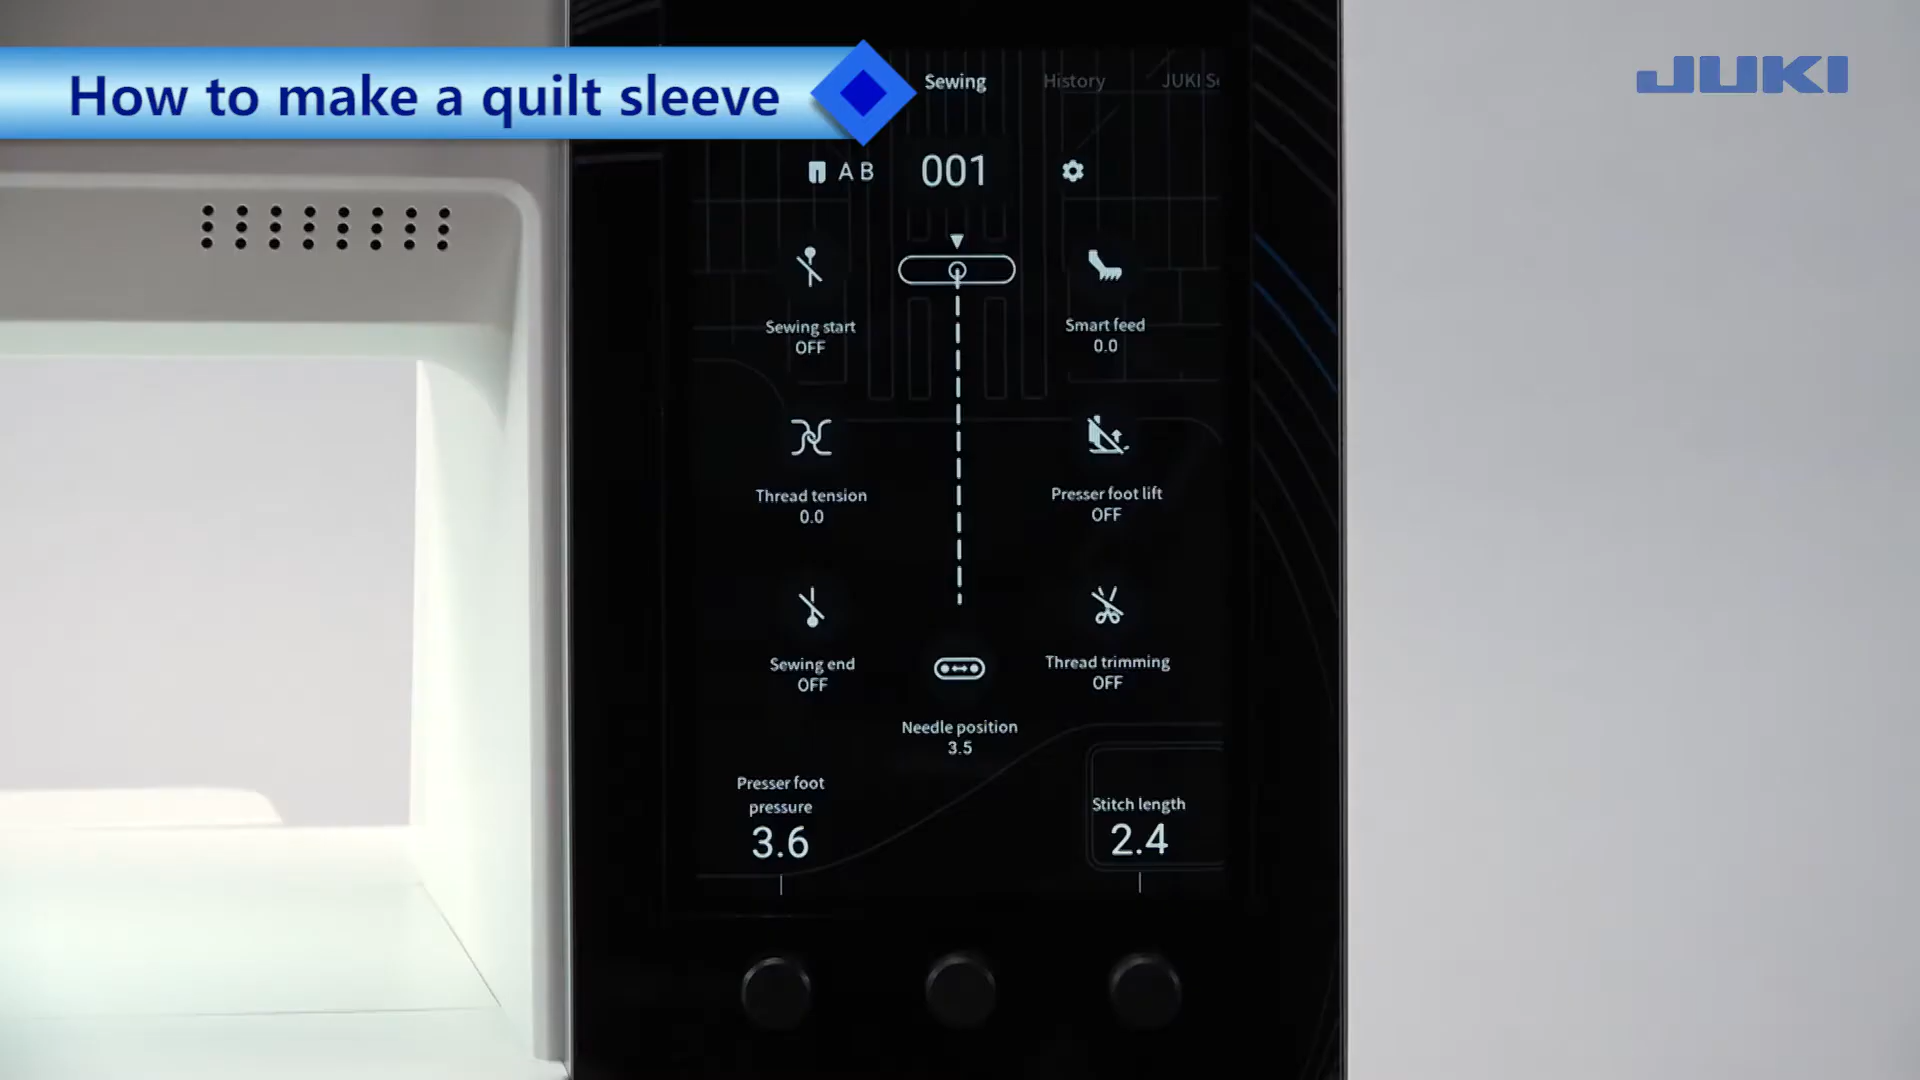 How to make a quilt sleeve
JUKI
Sewing
History
A B
001
Sewing start
OFF
Smart feed
0.0
Thread tension
0.0
Presser foot lift
OFF
Sewing end
OFF
Thread trimming
OFF
Needle position
3.5
Presser foot
pressure
3.6
Stitch length
2.4